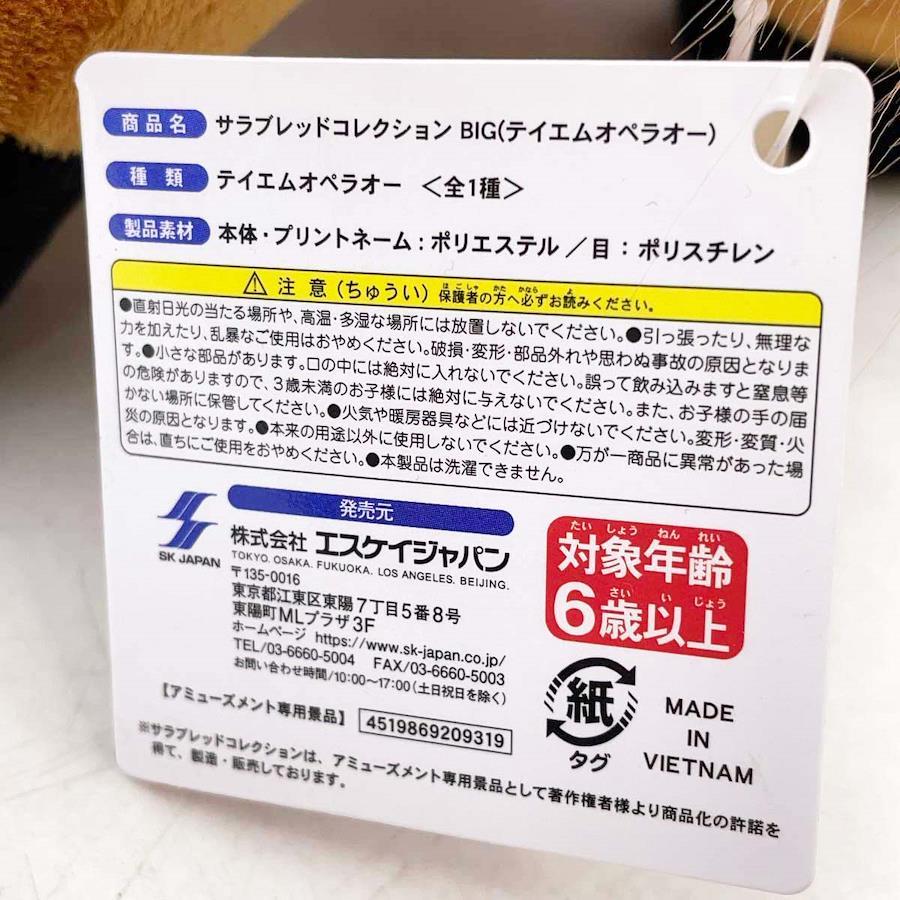 商品名 サラブレッドコレクション BIG(テイエムオペラオー)
種類 テイエムオペラオー <全1種>
製品素材 本体・プリントネーム:ポリエステル/目:ポリスチレン
⚠ 注意(ちゅうい) 保護者の方へ必ずお読みください。
●直射日光の当たる場所や、高温・多湿な場所には放置しないでください。●引っ張ったり、無理な
力を加えたり、乱暴なご使用はおやめください。破損・変形・部品外れや思わぬ事故の原因となりま
す。●小さな部品があります。口の中には絶対に入れないでください。誤って飲み込みますと窒息等
の危険がありますので、3歳未満のお子様には絶対に与えないでください。また、お子様の手の届
かない場所に保管してください。●火気や暖房器具などには近づけないでください。変形・変質・火
災の原因となります。●本来の用途以外に使用しないでください。●万が一商品に異常があった場
合は、直ちにご使用をおやめください。●本製品は洗濯できません。
発売元
SK JAPAN
株式会社 エスケイジャパン
TOKYO. OSAKA. FUKUOKA. LOS ANGELES. BEIJING.
〒135-0016
東京都江東区東陽7丁目5番8号
東陽町MLプラザ3F
ホームページ https://www.sk-japan.co.jp/
TEL/03-6660-5004 FAX/03-6660-5003
お問い合わせ時間/10:00~17:00(土日祝日を除く)
【アミューズメント専用景品】 4519869209319
たいしょうねんれい
対象年齢
さい い じょう
6歳以上
紙
タグ
MADE
IN
VIETNAM
※サラブレッドコレクションは、アミューズメント専用景品として著作権者様より商品化の許諾を
得て、製造・販売しております。